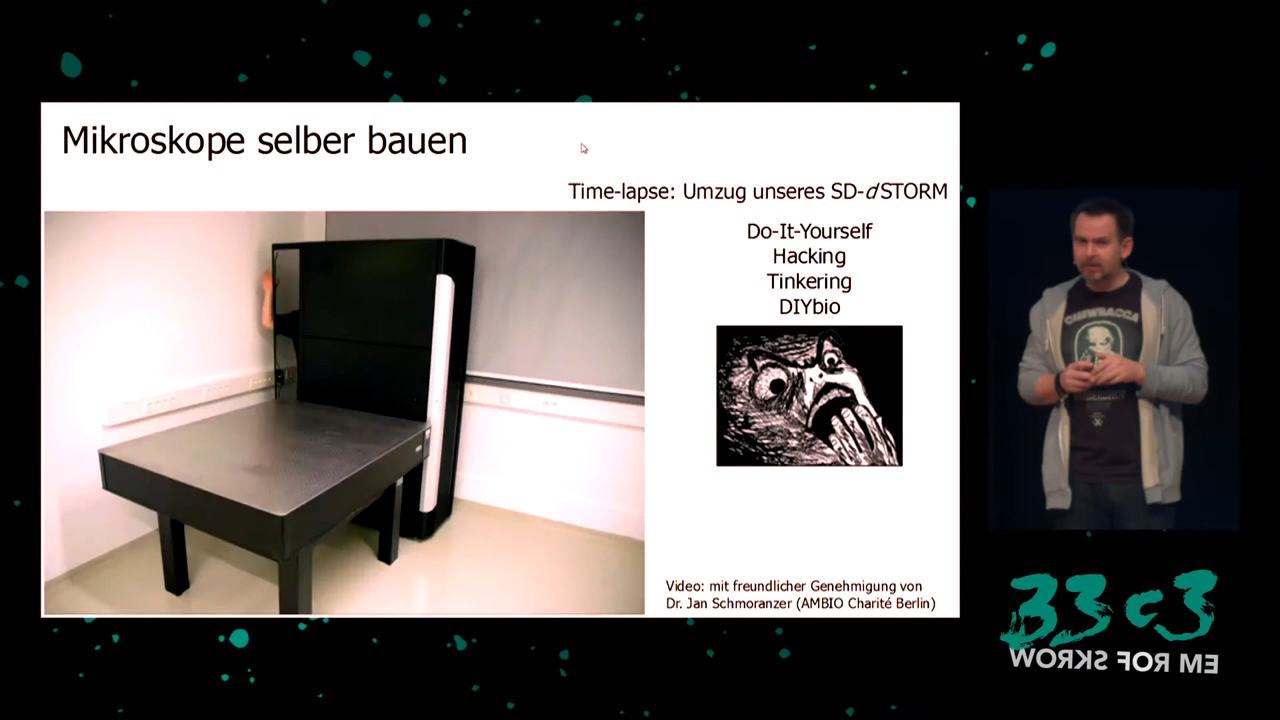 Mikroskope selber bauen
Time-lapse: Umzug unseres SD-dSTORM
Do-It-Yourself
Hacking
Tinkering
DIYbio
Video: mit freundlicher Genehmigung von
Dr. Jan Schmoranzer (AMBIO Charité Berlin)
CHEWBACCA
33c3
WORKS FOR ME